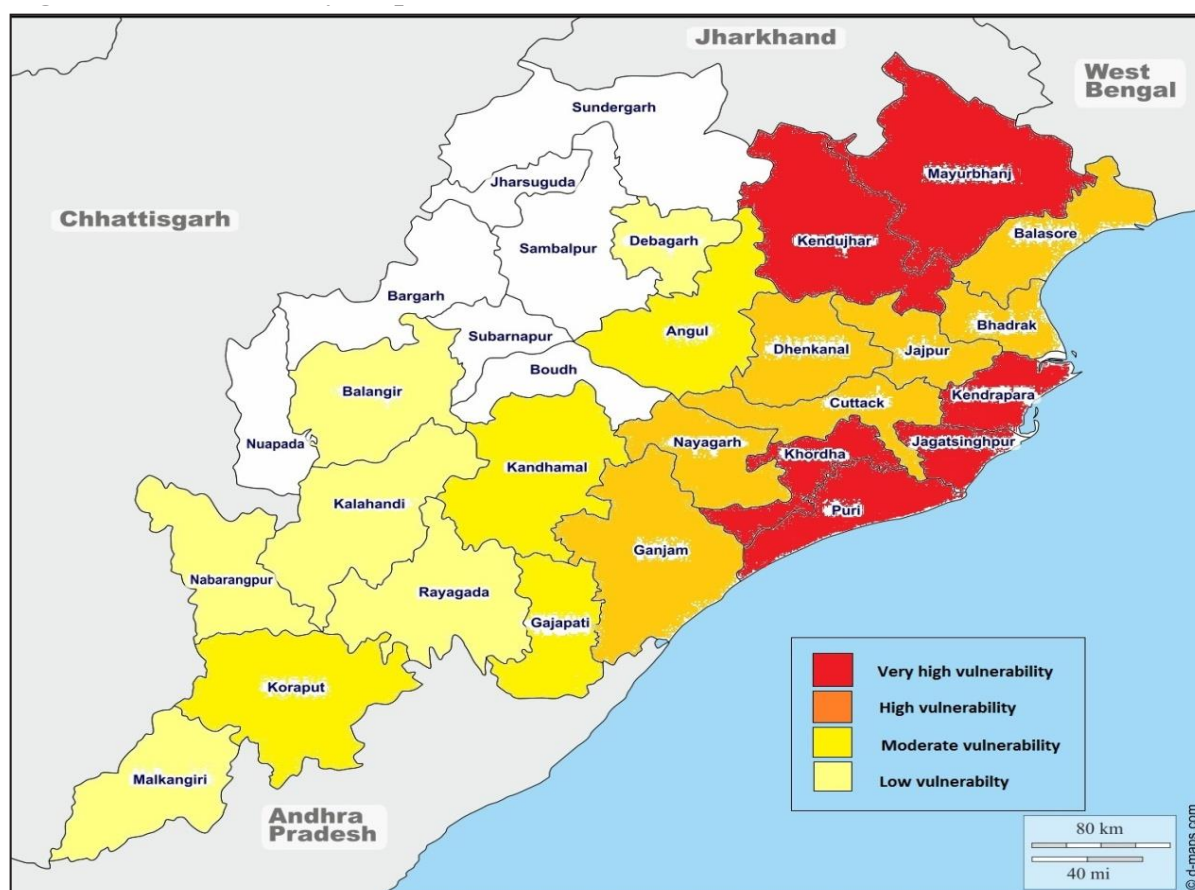 Jharkhand
West
Bengal
Sundergarh
Jharsuguda
Mayurbhanj
Chhattisgarh
Sambalpur
Debagarh
Kendujhar
Balasore
Bargarh
Subarnapur
Angul
Bhadrak
Dhenkanal
Jajpur
Boudh
Balangir
Kendrapara
Cuttack
Nuapada
Nayagarh
Jagatsinghpur
Khordha
Kandhamal
Kalahandi
Puri
Ganjam
Nabarangpur
Rayagada
Gajapati
Koraput
Malkangiri
Andhra
Pradesh
Very high vulnerability
High vulnerability
Moderate vulnerability
Low vulnerabilty
80 km
40 mi
© d-maps.com